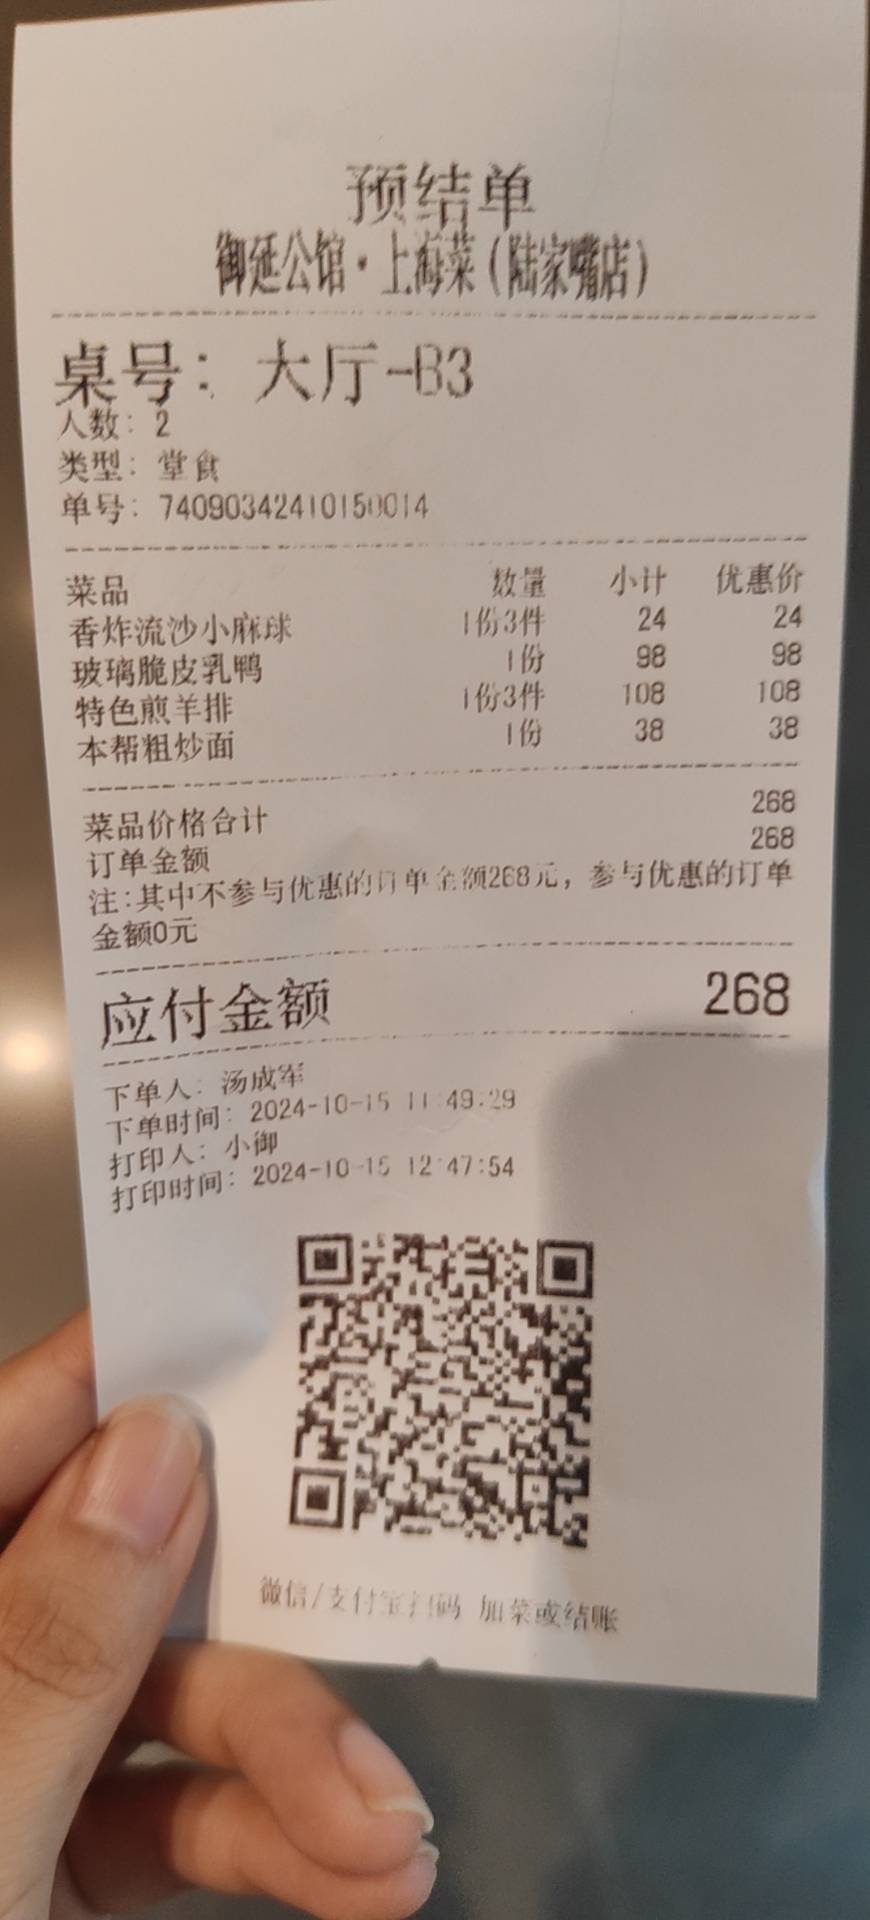 预结单
御延公馆·上海菜(陆家嘴店)
桌号: 大厅-B3
人数: 2
类型: 堂食
单号: 74090342410150014
菜品 数量 小计 优惠价
香炸流沙小麻球 1份3件 24 24
玻璃脆皮乳鸭 1份 98 98
特色煎羊排 1份3件 108 108
本帮粗炒面 1份 38 38
菜品价格合计 268
订单金额 268
注:其中不参与优惠的订单金额268元，参与优惠的订单
金额0元
应付金额 268
下单人: 汤成军
下单时间: 2024-10-15 11:49:29
打印人: 小御
打印时间: 2024-10-15 12:47:54
微信/支付宝扫码 加菜或结账